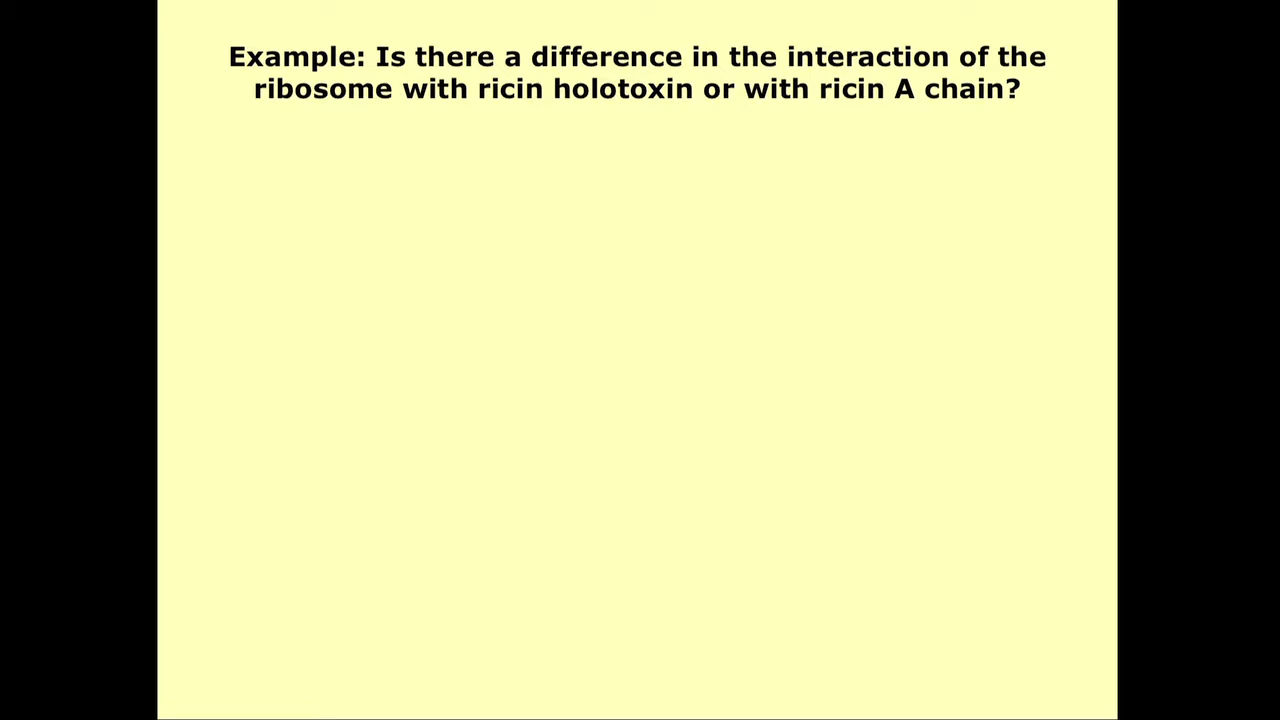 Example: Is there a difference in the interaction of the
ribosome with ricin holotoxin or with ricin A chain?